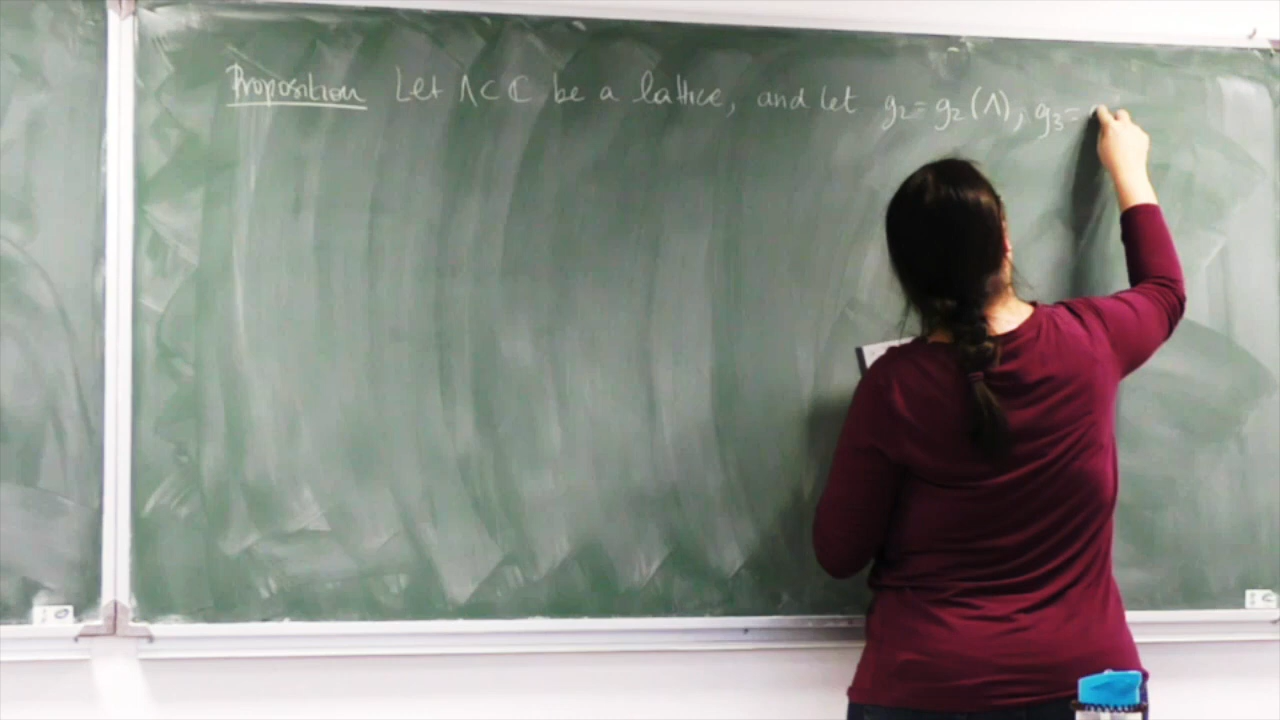 Proposition Let Λ⊂ℂ be a lattice, and let g₂=g₂(Λ), g₃=